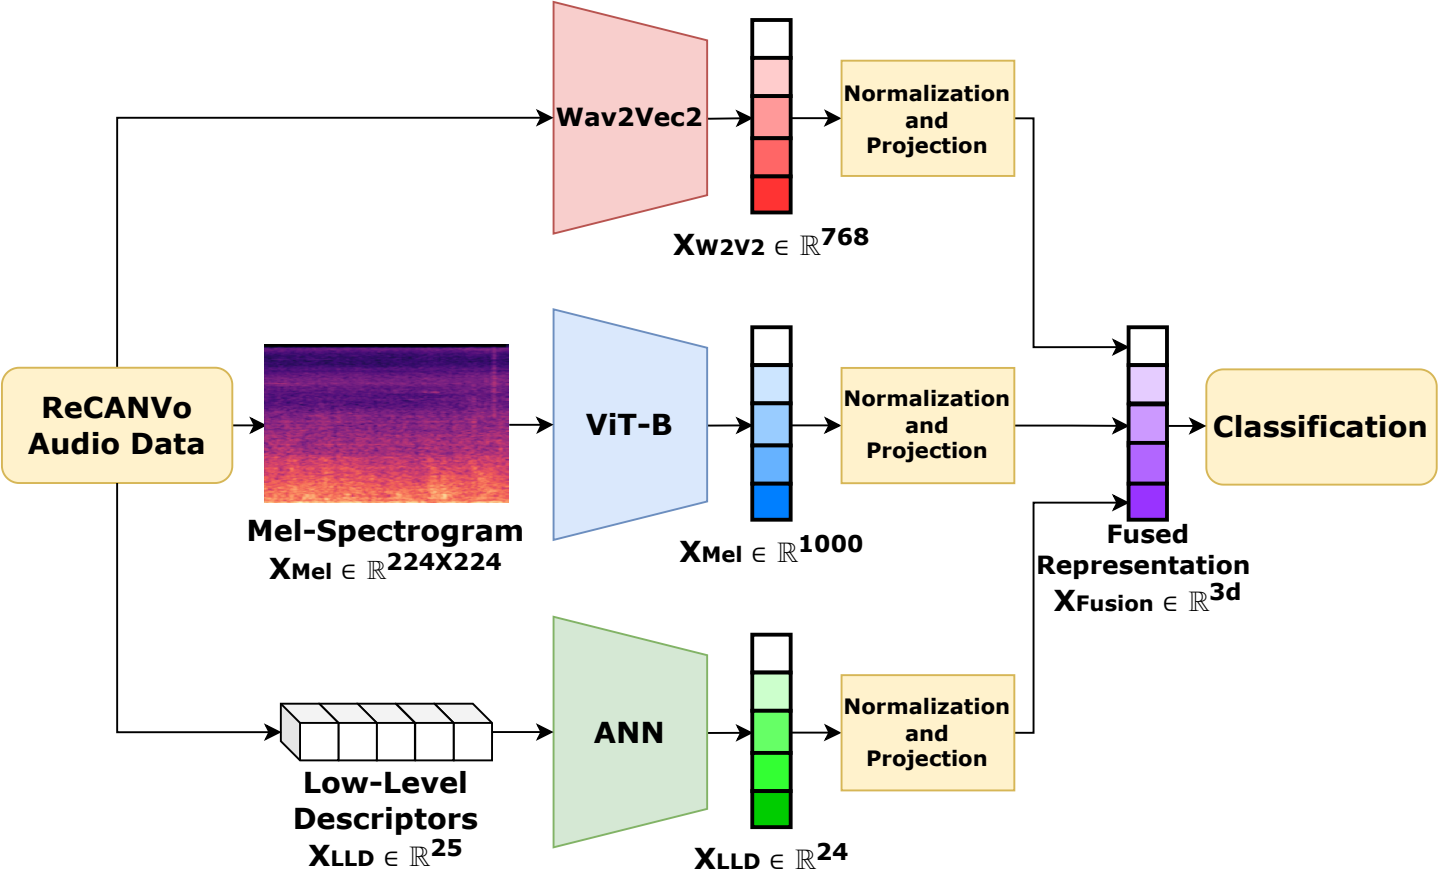 Wav2Vec2
Normalization
and
Projection
XW2V2 ∈ ℝ768
ReCANVo
Audio Data
Mel-Spectrogram
XMel ∈ ℝ224X224
ViT-B
XMel ∈ ℝ1000
Normalization
and
Projection
Fused
Representation
XFusion ∈ ℝ3d
Classification
Low-Level
Descriptors
XLLD ∈ ℝ25
ANN
XLLD ∈ ℝ24
Normalization
and
Projection